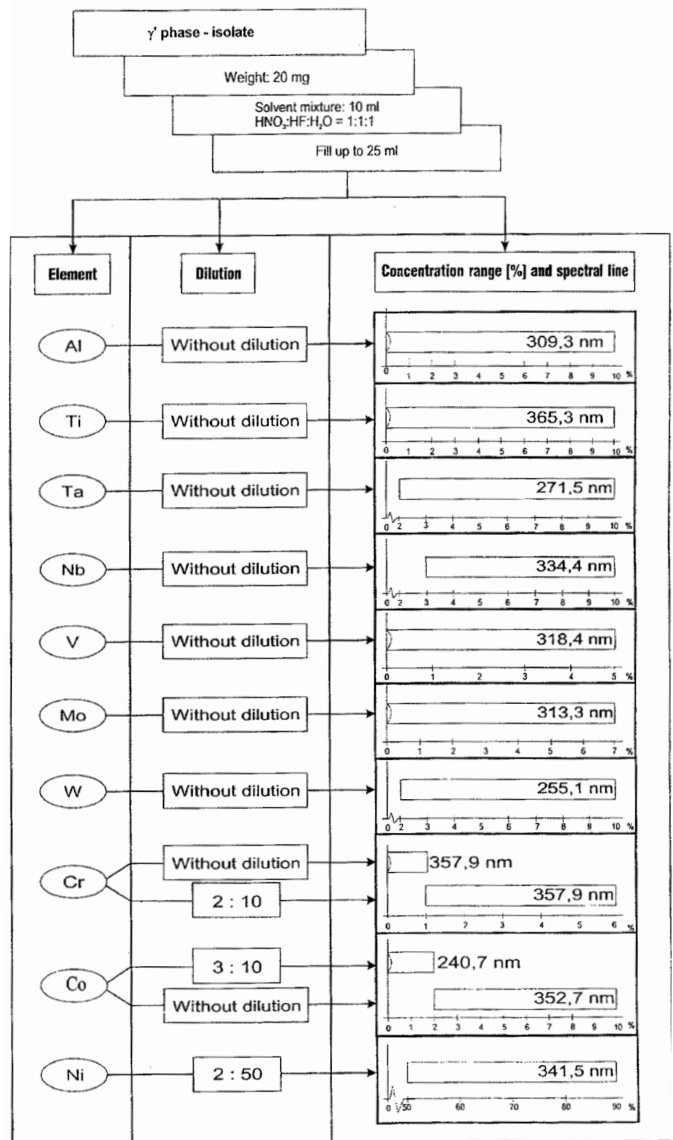 γ' phase - isolate
Weight: 20 mg
Solvent mixture: 10 ml
HNO₃:HF:H₂O = 1:1:1
Fill up to 25 ml
Element
Dilution
Concentration range [%] and spectral line
Al
Without dilution
309,3 nm
0 1 2 3 4 5 6 7 8 9 10 %
Ti
Without dilution
365,3 nm
0 1 2 3 4 5 6 7 8 9 10 %
Ta
Without dilution
271,5 nm
0 2 3 4 5 6 7 8 9 10 %
Nb
Without dilution
334,4 nm
0 2 3 4 5 6 7 8 9 10 %
V
Without dilution
318,4 nm
0 1 2 3 4 5 %
Mo
Without dilution
313,3 nm
0 1 2 3 4 5 6 7 %
W
Without dilution
255,1 nm
0 2 3 4 5 6 7 8 9 10 %
Cr
Without dilution
357,9 nm
2 : 10
357,9 nm
0 1 2 3 4 5 6 %
Co
3 : 10
240,7 nm
Without dilution
352,7 nm
0 1 2 3 4 5 6 7 8 9 10 %
Ni
2 : 50
341,5 nm
0 50 60 70 80 90 %